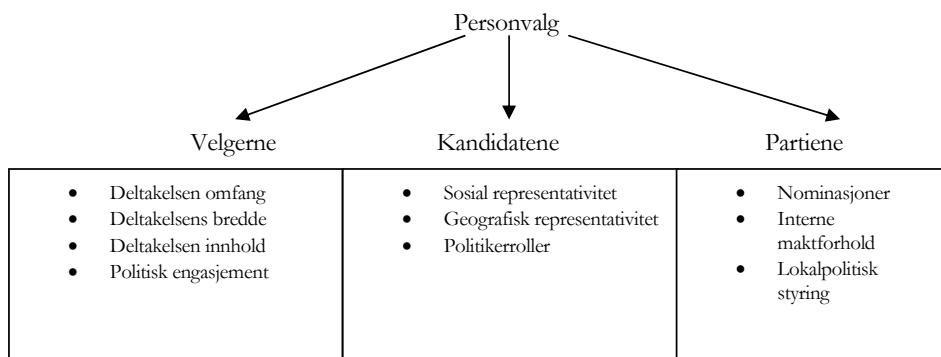 Personvalg
Velgerne
Kandidatene
Partiene
• Deltakelsen omfang
• Deltakelsens bredde
• Deltakelsen innhold
• Politisk engasjement
• Sosial representativitet
• Geografisk representativitet
• Politikerroller
• Nominasjoner
• Interne
maktforhold
• Lokalpolitisk
styring